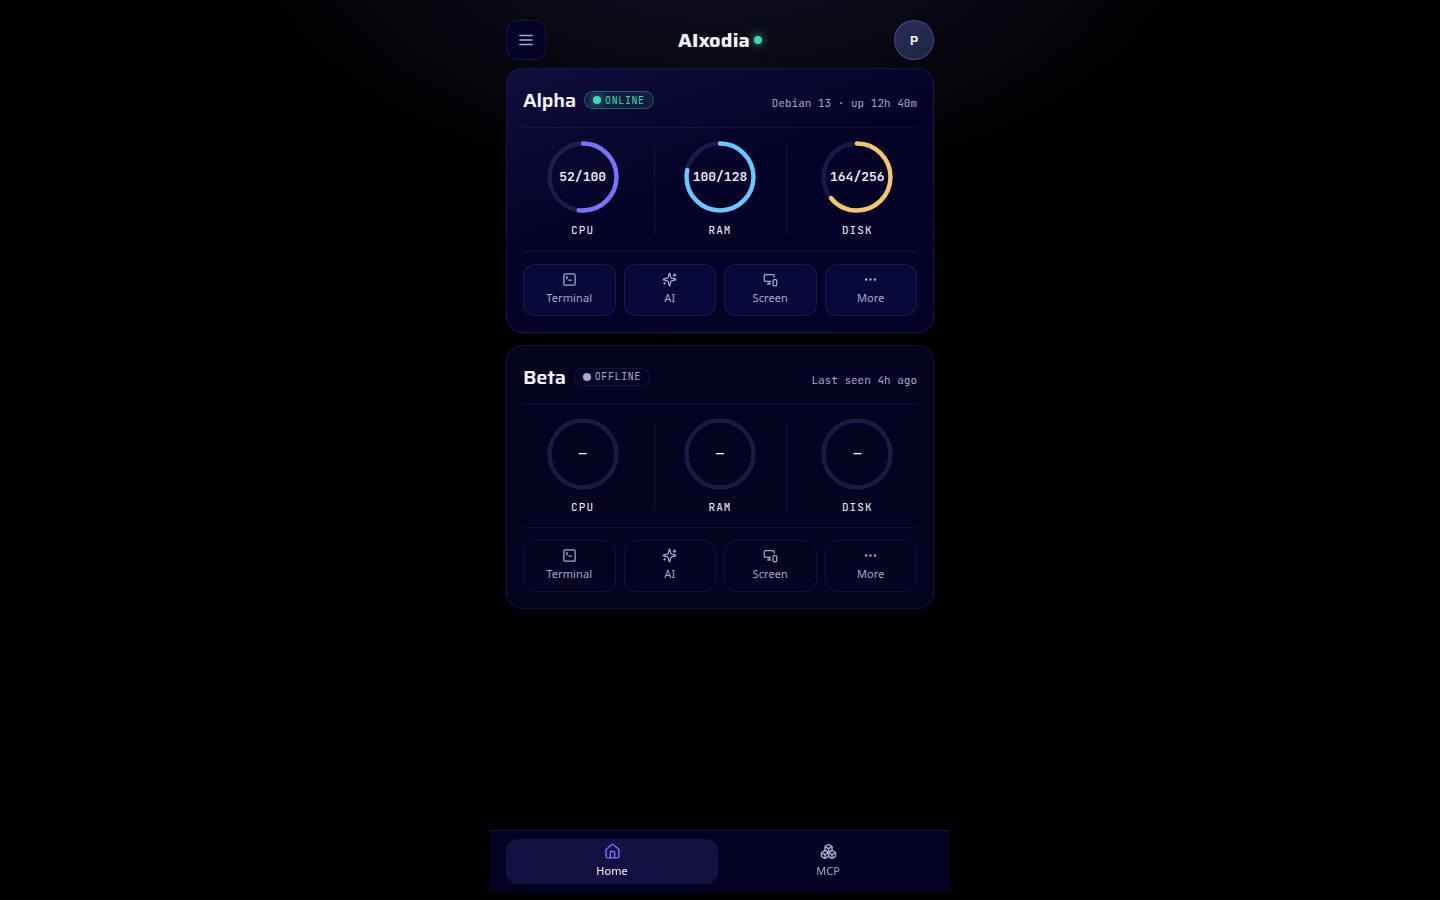 AIxodia
P
Alpha
ONLINE
Debian 13 · up 12h 40m
52/100
100/128
164/256
CPU
RAM
DISK
Terminal
AI
Screen
More
Beta
OFFLINE
Last seen 4h ago
–
–
–
CPU
RAM
DISK
Terminal
AI
Screen
More
Home
MCP